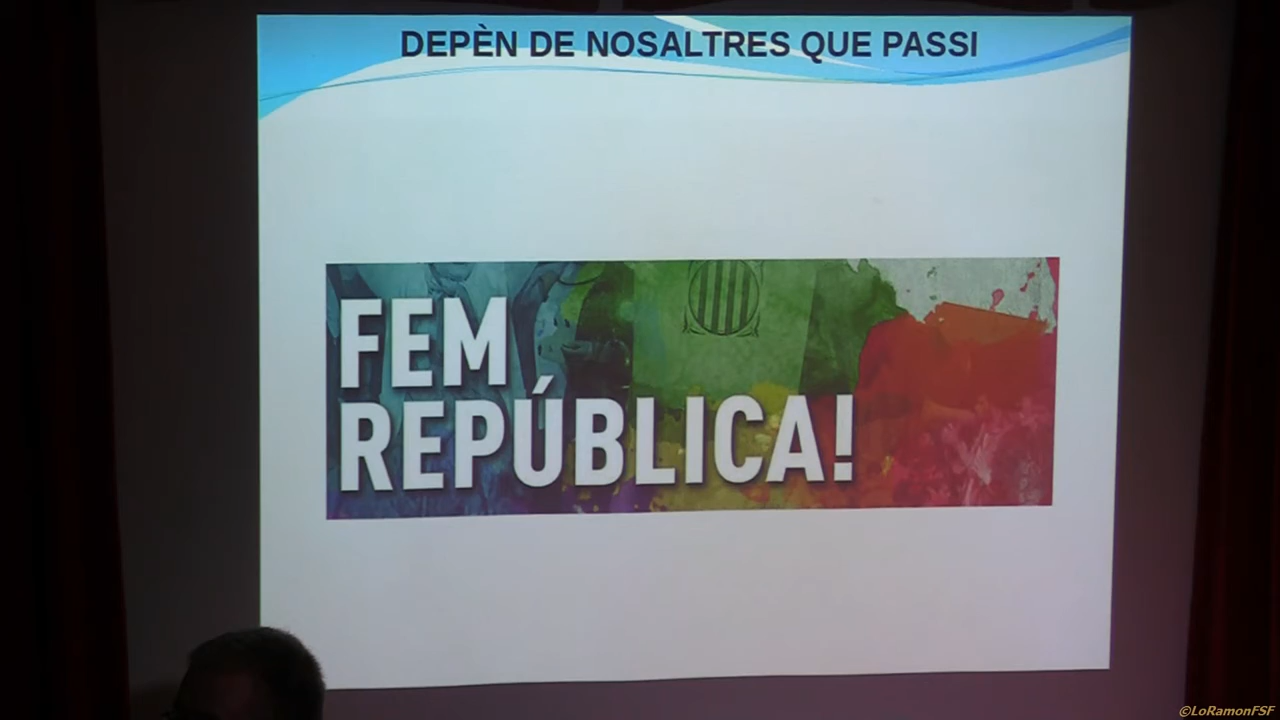 DEPÈN DE NOSALTRES QUE PASSI
FEM
REPÚBLICA!
©LoRamonFSF